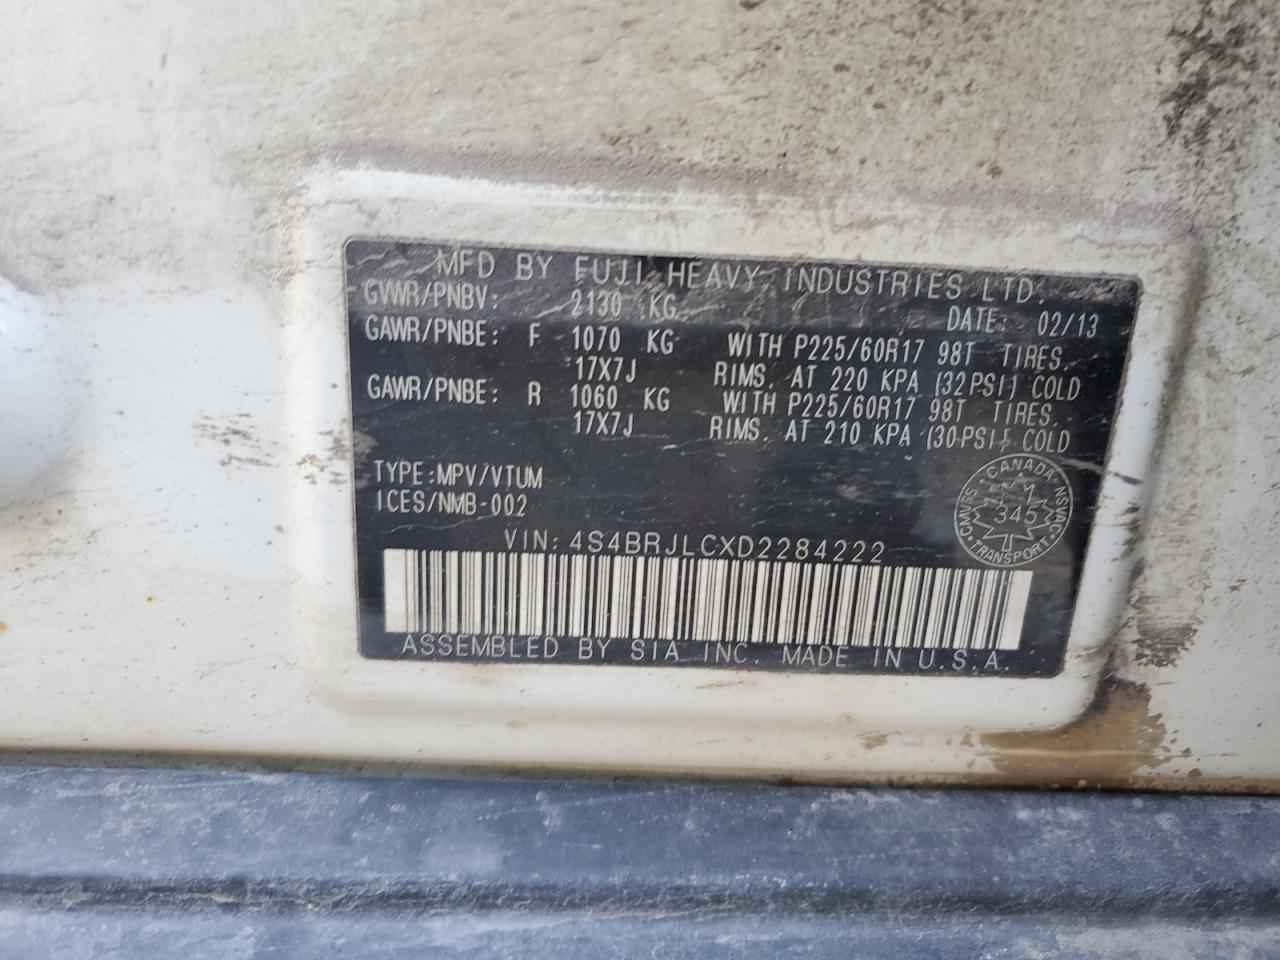 MFD BY FUJI HEAVY INDUSTRIES LTD.
GVWR/PNBV: 2130 KG DATE: 02/13
GAWR/PNBE: F 1070 KG WITH P225/60R17 98T TIRES.
17X7J RIMS. AT 220 KPA (32PSI) COLD
GAWR/PNBE: R 1060 KG WITH P225/60R17 98T TIRES.
17X7J RIMS. AT 210 KPA (30PSI) COLD
TYPE:MPV/VTUM
ICES/NMB-002
CANADA
CMVSS NSVAC
345
TRANSPORT
VIN: 4S4BRJLCXD2284222
ASSEMBLED BY SIA INC. MADE IN U.S.A.